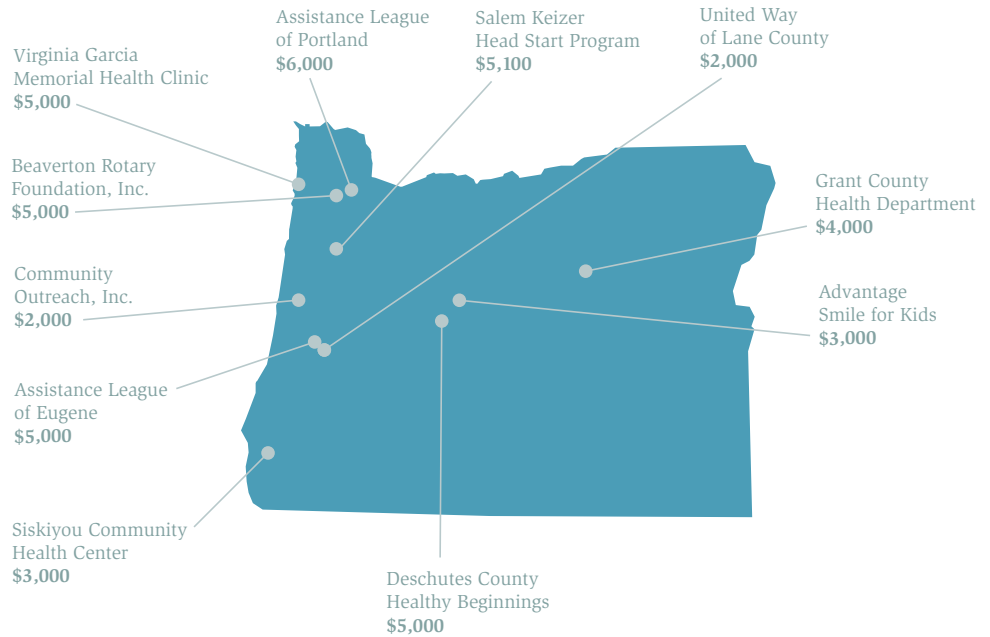 Assistance League
of Portland
$6,000
Salem Keizer
Head Start Program
$5,100
United Way
of Lane County
$2,000
Virginia Garcia
Memorial Health Clinic
$5,000
Beaverton Rotary
Foundation, Inc.
$5,000
Grant County
Health Department
$4,000
Community
Outreach, Inc.
$2,000
Advantage
Smile for Kids
$3,000
Assistance League
of Eugene
$5,000
Siskiyou Community
Health Center
$3,000
Deschutes County
Healthy Beginnings
$5,000